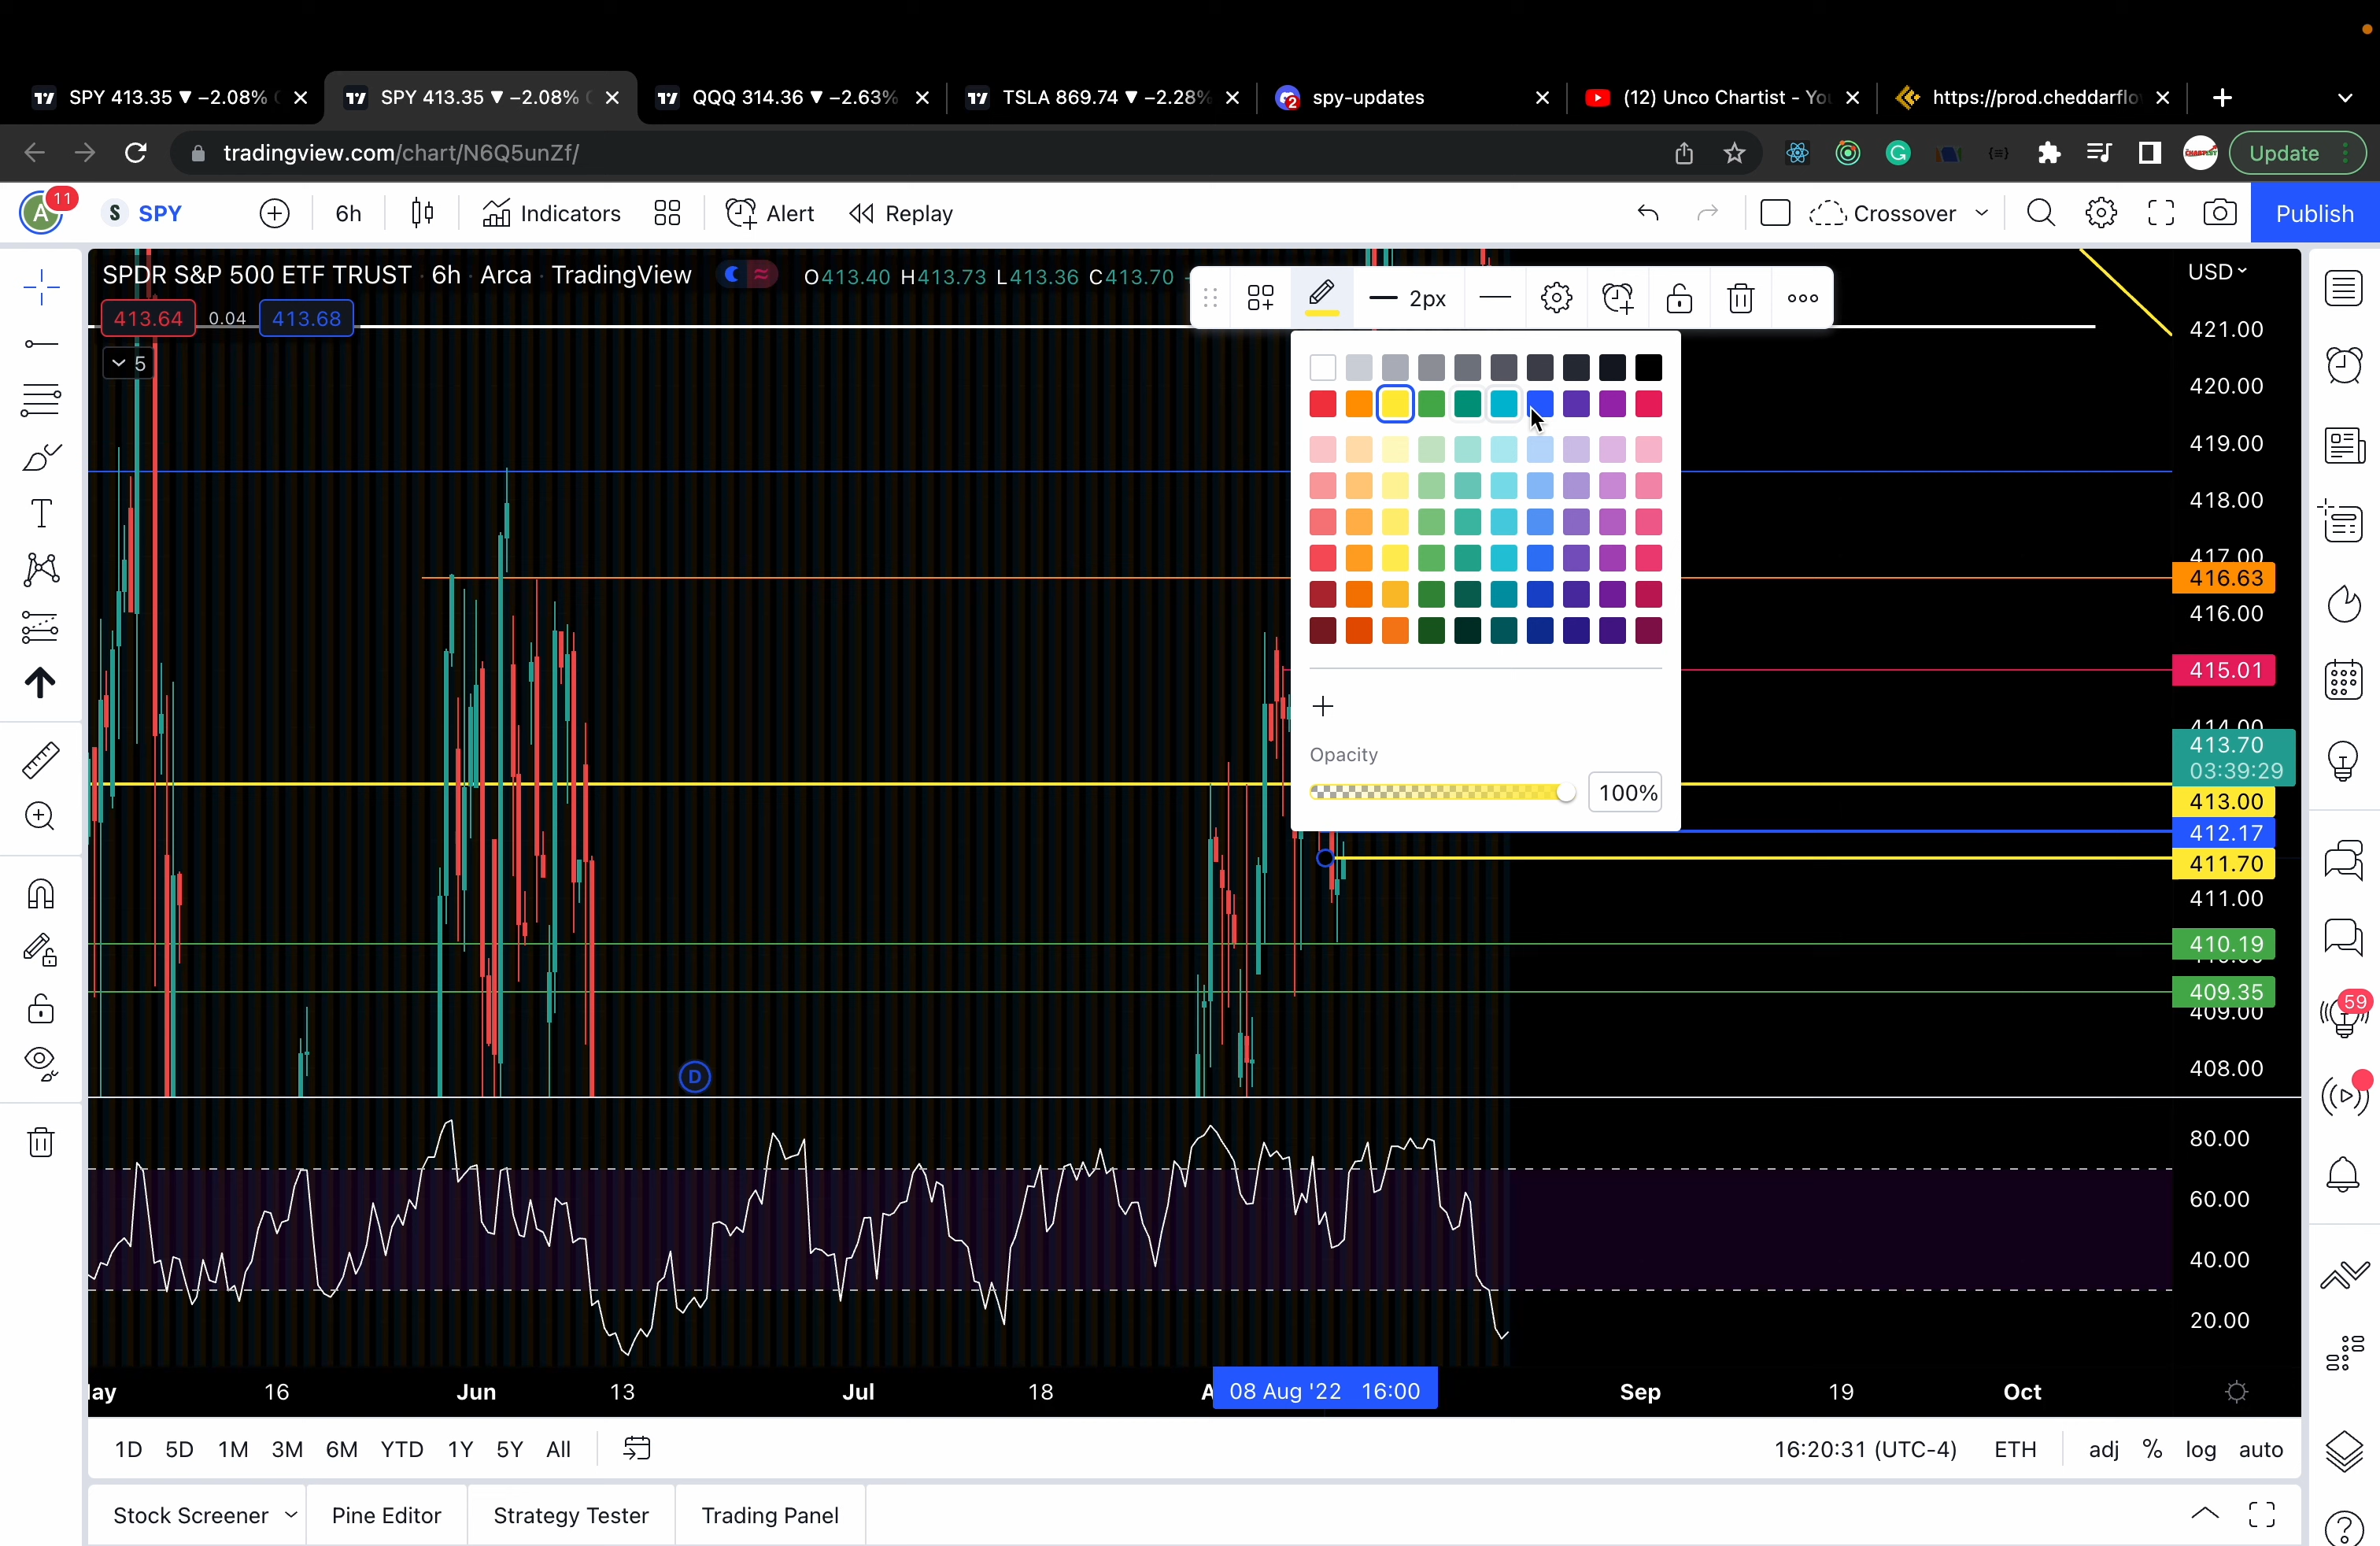 SPY 413.35 ▼ −2.08%
SPY 413.35 ▼ −2.08%
QQQ 314.36 ▼ −2.63%
TSLA 869.74 ▼ −2.28%
2 spy-updates
(12) Unco Chartist - Yo
https://prod.cheddarflo
tradingview.com/chart/N6Q5unZf/
Update
A 11
S SPY
6h
Indicators
Alert
Replay
Crossover
Publish
SPDR S&P 500 ETF TRUST · 6h · Arca · TradingView
O413.40 H413.73 L413.36 C413.70
2px
USD
413.64 0.04 413.68
5
421.00
420.00
419.00
418.00
417.00
416.63
416.00
415.01
414.00
413.70
03:39:29
413.00
412.17
411.70
411.00
410.19
409.35
409.00
408.00
Opacity
100%
D
59
80.00
60.00
40.00
20.00
16 Jun 13 Jul 18 08 Aug '22 16:00 Sep 19 Oct
1D 5D 1M 3M 6M YTD 1Y 5Y All
16:20:31 (UTC-4) ETH adj % log auto
Stock Screener Pine Editor Strategy Tester Trading Panel